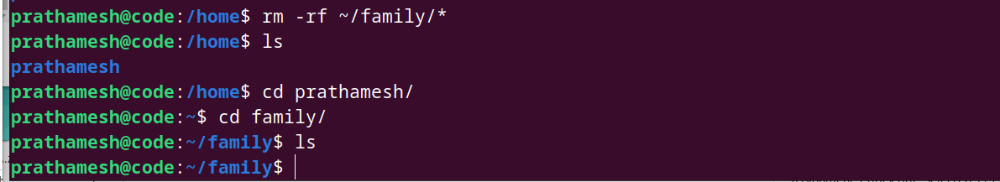 prathamesh@code:/home$ rm -rf ~/family/*
prathamesh@code:/home$ ls
prathamesh
prathamesh@code:/home$ cd prathamesh/
prathamesh@code:~$ cd family/
prathamesh@code:~/family$ ls
prathamesh@code:~/family$